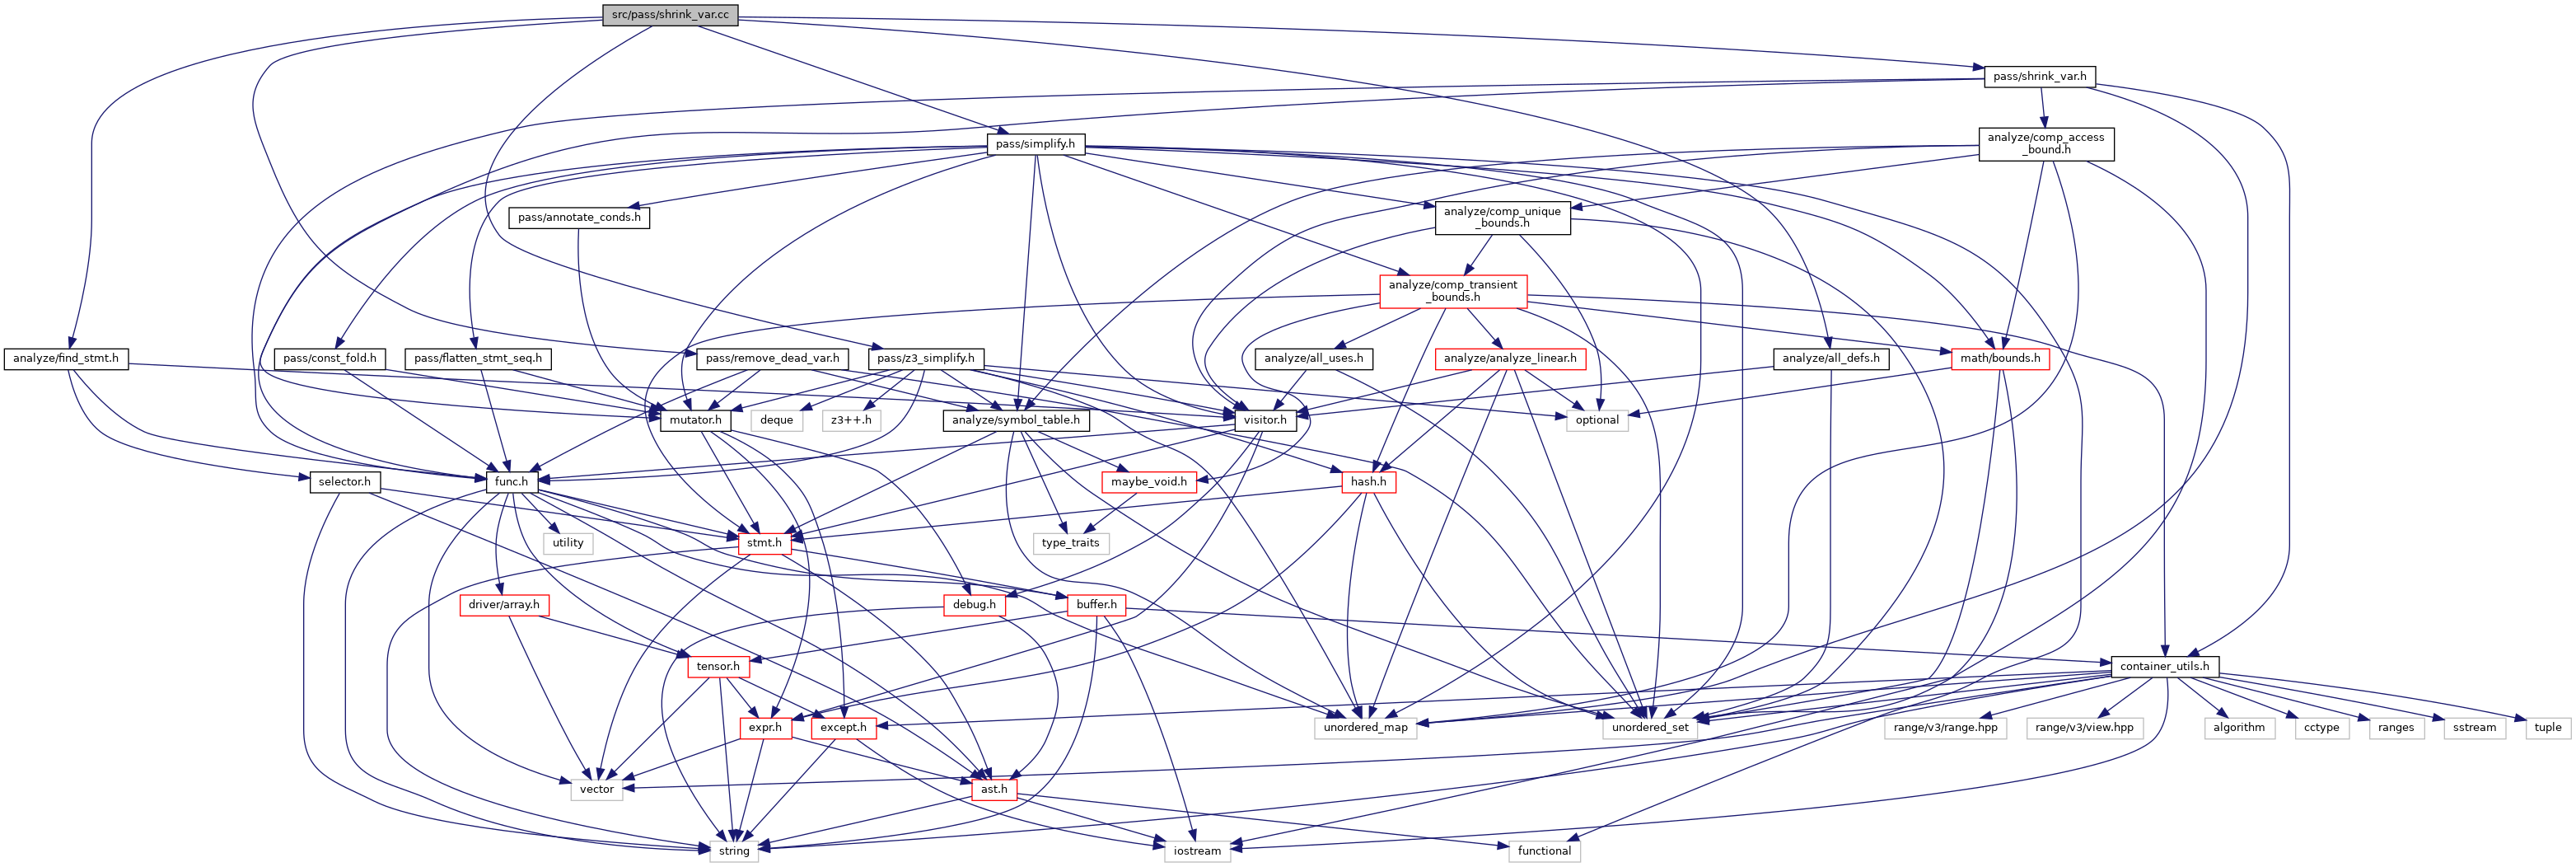 src/pass/shrink_var.cc
pass/shrink_var.h
pass/simplify.h
analyze/comp_access
_bound.h
pass/annotate_conds.h
analyze/comp_unique
_bounds.h
analyze/comp_transient
_bounds.h
analyze/find_stmt.h
pass/const_fold.h
pass/flatten_stmt_seq.h
pass/remove_dead_var.h
pass/z3_simplify.h
analyze/all_uses.h
analyze/analyze_linear.h
analyze/all_defs.h
math/bounds.h
mutator.h
deque
z3++.h
analyze/symbol_table.h
visitor.h
optional
selector.h
func.h
maybe_void.h
hash.h
utility
stmt.h
type_traits
driver/array.h
debug.h
buffer.h
tensor.h
container_utils.h
expr.h
except.h
unordered_map
unordered_set
range/v3/range.hpp
range/v3/view.hpp
algorithm
cctype
ranges
sstream
tuple
vector
ast.h
string
iostream
functional